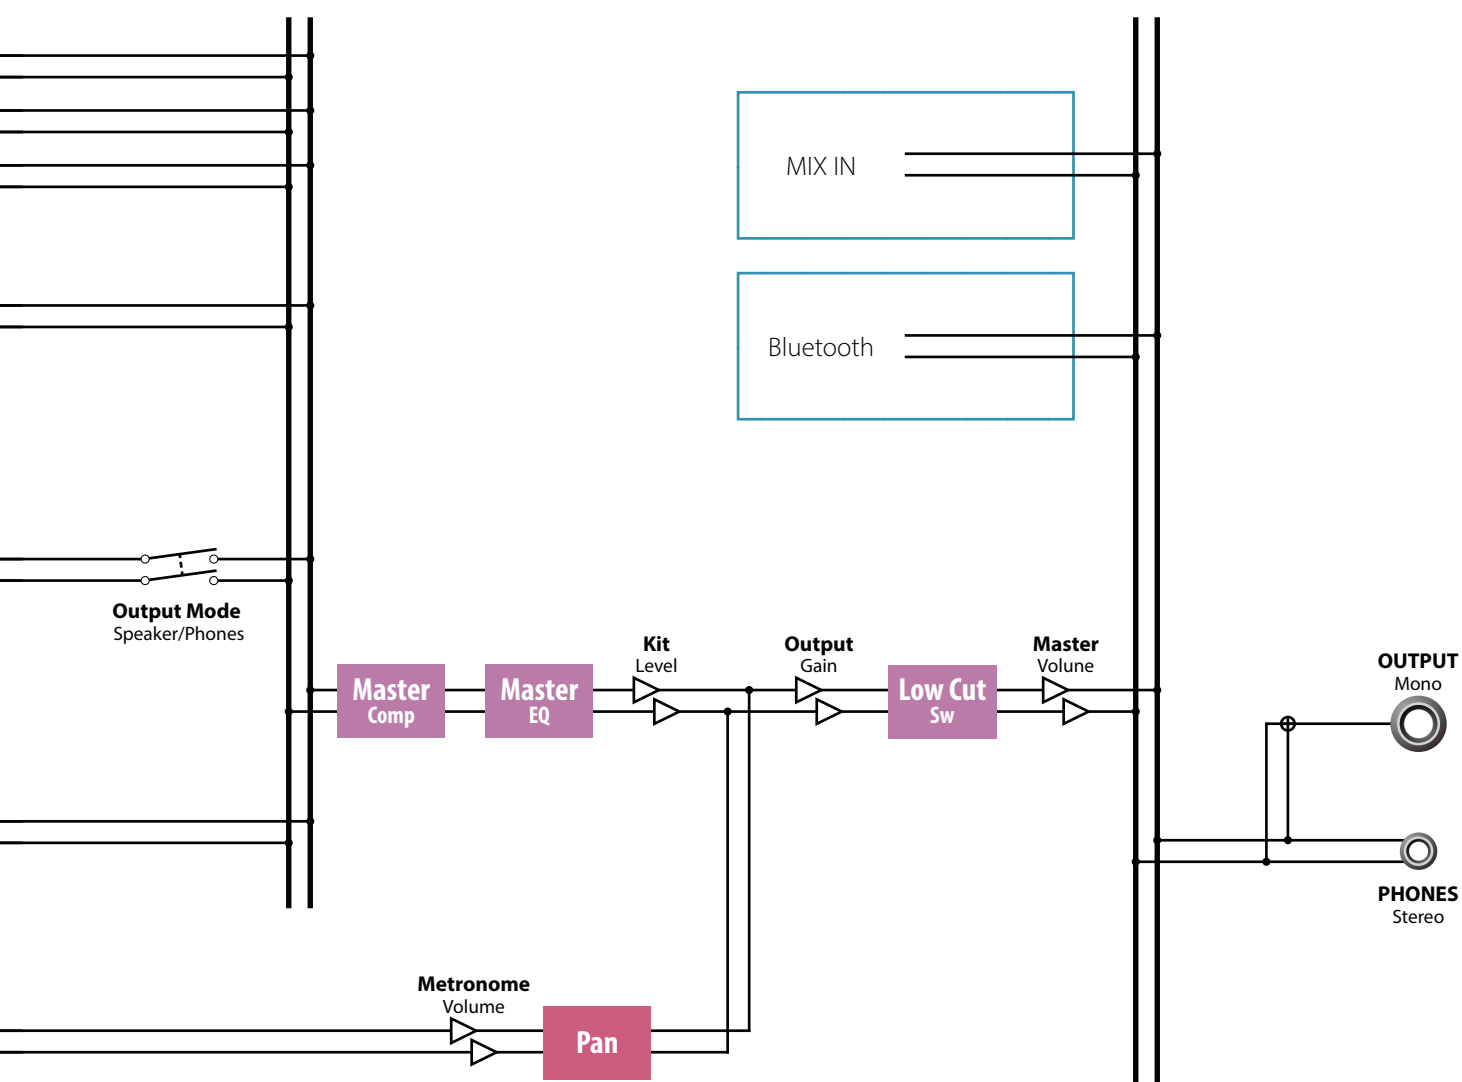 MIX IN
Bluetooth
Output Mode
Speaker/Phones
Kit
Level
Output
Gain
Master
Volune
Master
Comp
Master
EQ
Low Cut
Sw
OUTPUT
Mono
PHONES
Stereo
Metronome
Volume
Pan